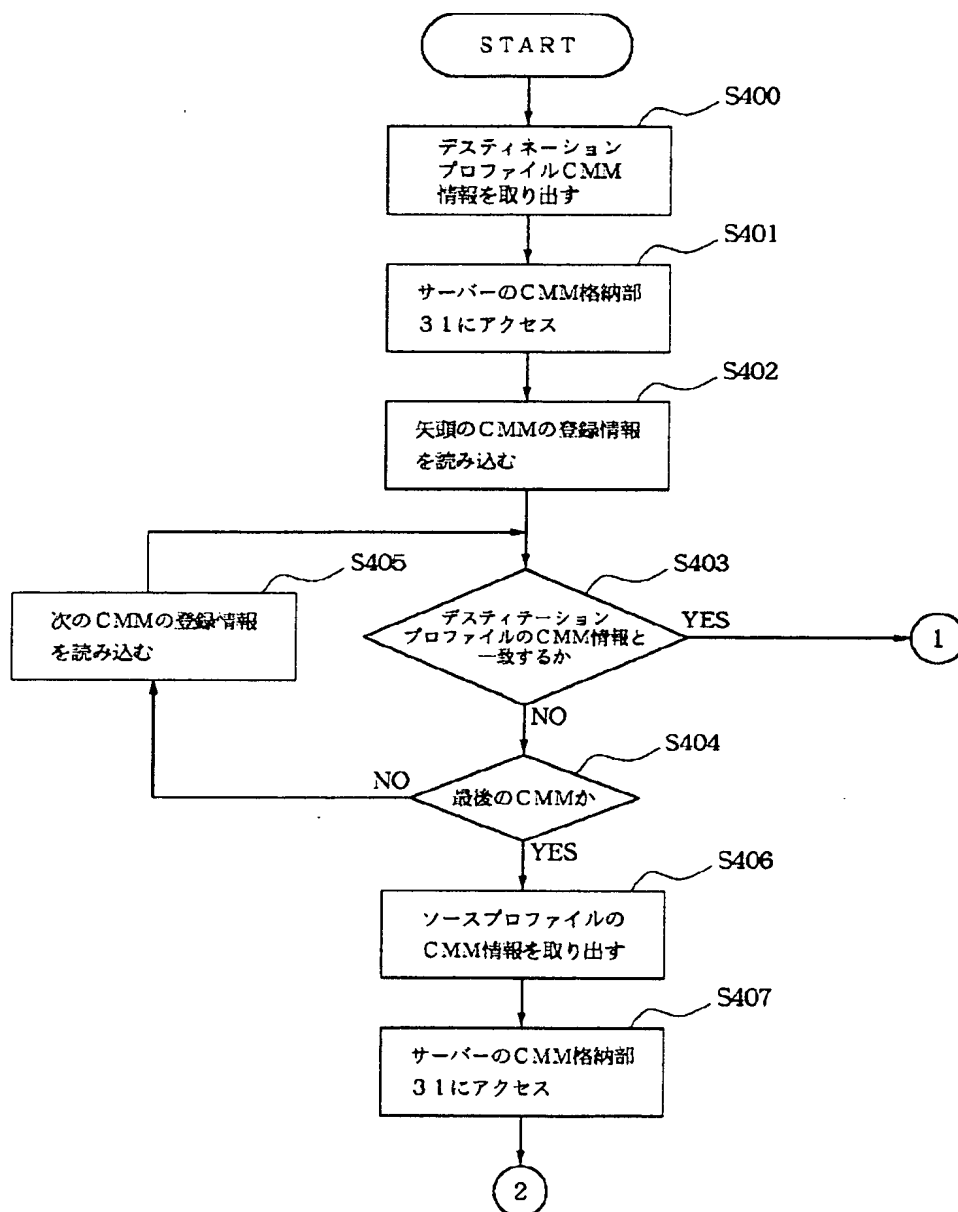 ＳＴＡＲＴ
S400
デスティネーション
プロファイルＣＭＭ
情報を取り出す
S401
サーバーのＣＭＭ格納部
３１にアクセス
S402
矢頭のＣＭＭの登録情報
を読み込む
S405
次のＣＭＭの登録情報
を読み込む
S403
デスティテーション
プロファイルのＣＭＭ情報と
一致するか
YES
1
NO
S404
最後のＣＭＭか
NO
YES
S406
ソースプロファイルの
ＣＭＭ情報を取り出す
S407
サーバーのＣＭＭ格納部
３１にアクセス
2